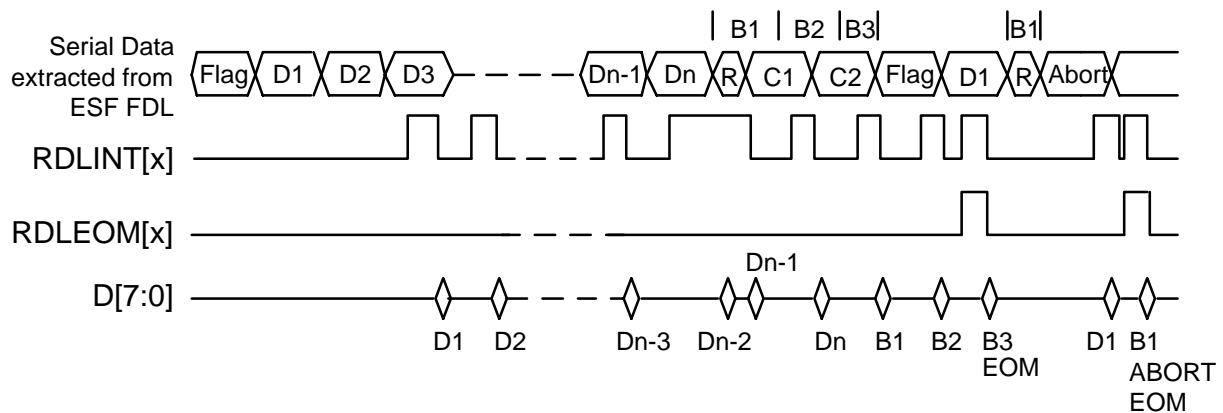 B1 B2 B3 B1
Serial Data
extracted from
ESF FDL
Flag D1 D2 D3 Dn-1 Dn R C1 C2 Flag D1 R Abort
RDLINT[x]
RDLEOM[x]
Dn-1
D[7:0]
D1 D2 Dn-3 Dn-2 Dn B1 B2 B3 D1 B1
EOM ABORT
EOM